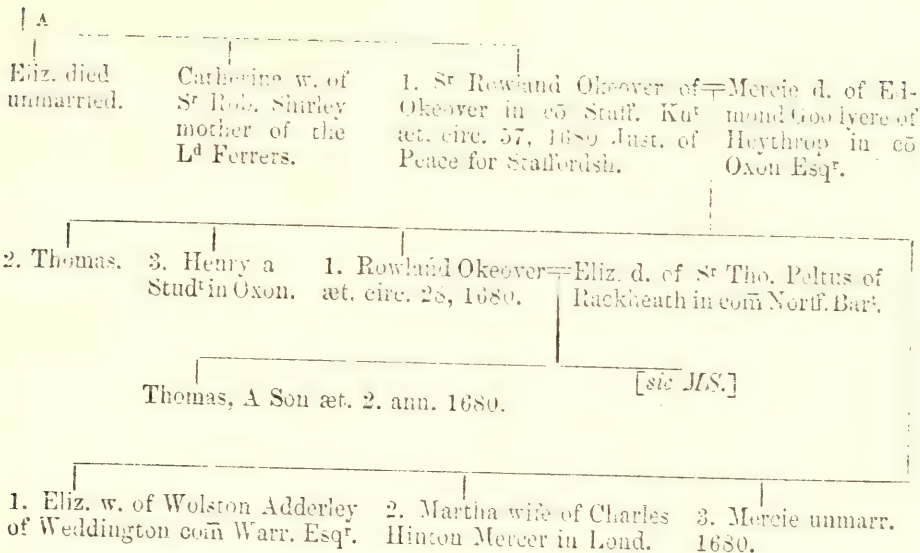 A
Eliz. died
unmarried.
Catherine w. of
Sʳ Rob. Shirley
mother of the
Lᵈ Ferrers.
1. Sʳ Rowland Okeover of
Okeover in cō Staff. Knᵗ
æt. circ. 57, 1680 Just. of
Peace for Staffordsh.
Mercie d. of Ed-
mond Goodyere of
Heythrop in cō
Oxon Esqʳ.
2. Thomas.
3. Henry a
Studᵗ in Oxon.
1. Rowland Okeover
æt. circ. 28, 1680.
Eliz. d. of Sʳ Tho. Peltus of
Rackheath in com̄ Norff. Barᵗ.
Thomas, A Son æt. 2. ann. 1680.
[sic MS.]
1. Eliz. w. of Wolston Adderley
of Weddington com̄ Warr. Esqʳ.
2. Martha wife of Charles
Hinton Mercer in Lond.
3. Mercie unmarr.
1680.